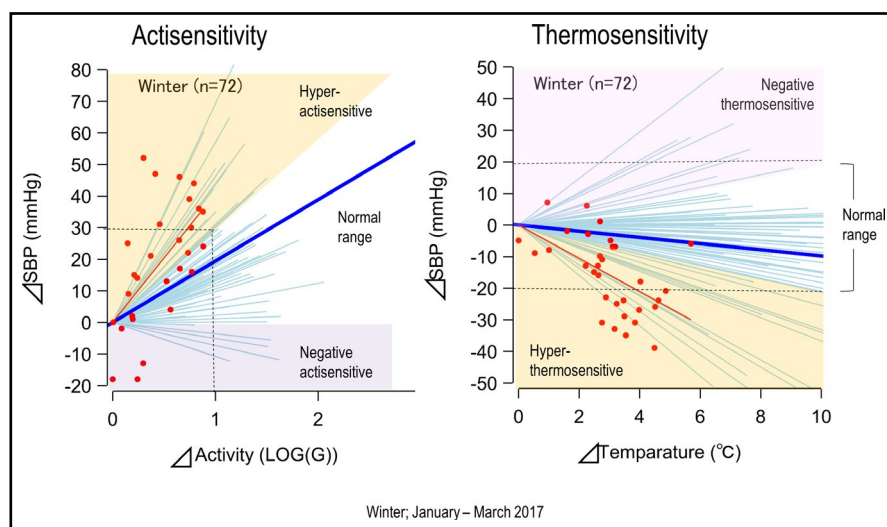 Actisensitivity
80
70
60
50
40
30
20
10
0
-10
-20
⊿SBP (mmHg)
Winter (n=72)
Hyper-
actisensitive
Normal
range
Negative
actisensitive
0
1
2
⊿Activity (LOG(G))
Thermosensitivity
50
40
30
20
10
0
-10
-20
-30
-40
-50
⊿SBP (mmHg)
Winter (n=72)
Negative
thermosensitive
Normal
range
Hyper-
thermosensitive
0
2
4
6
8
10
⊿Temparature (℃)
Winter; January – March 2017